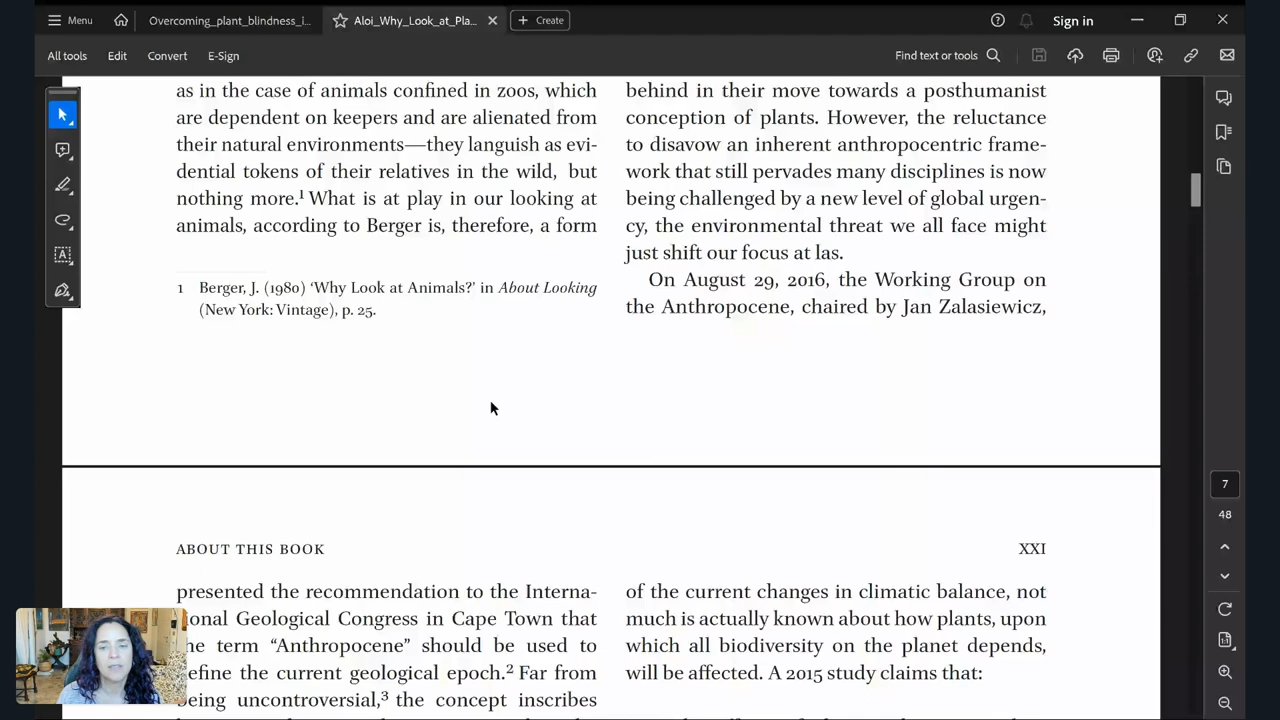 Menu
Overcoming_plant_blindness_i...
Aloi_Why_Look_at_Pla...
Create
Sign in
All tools
Edit
Convert
E-Sign
Find text or tools
as in the case of animals confined in zoos, which
are dependent on keepers and are alienated from
their natural environments—they languish as evi-
dential tokens of their relatives in the wild, but
nothing more.¹ What is at play in our looking at
animals, according to Berger is, therefore, a form
1 Berger, J. (1980) ‘Why Look at Animals?’ in About Looking
(New York: Vintage), p. 25.
behind in their move towards a posthumanist
conception of plants. However, the reluctance
to disavow an inherent anthropocentric frame-
work that still pervades many disciplines is now
being challenged by a new level of global urgen-
cy, the environmental threat we all face might
just shift our focus at las.
On August 29, 2016, the Working Group on
the Anthropocene, chaired by Jan Zalasiewicz,
7
48
ABOUT THIS BOOK
XXI
presented the recommendation to the Interna-
tional Geological Congress in Cape Town that
the term “Anthropocene” should be used to
define the current geological epoch.² Far from
being uncontroversial,³ the concept inscribes
of the current changes in climatic balance, not
much is actually known about how plants, upon
which all biodiversity on the planet depends,
will be affected. A 2015 study claims that: